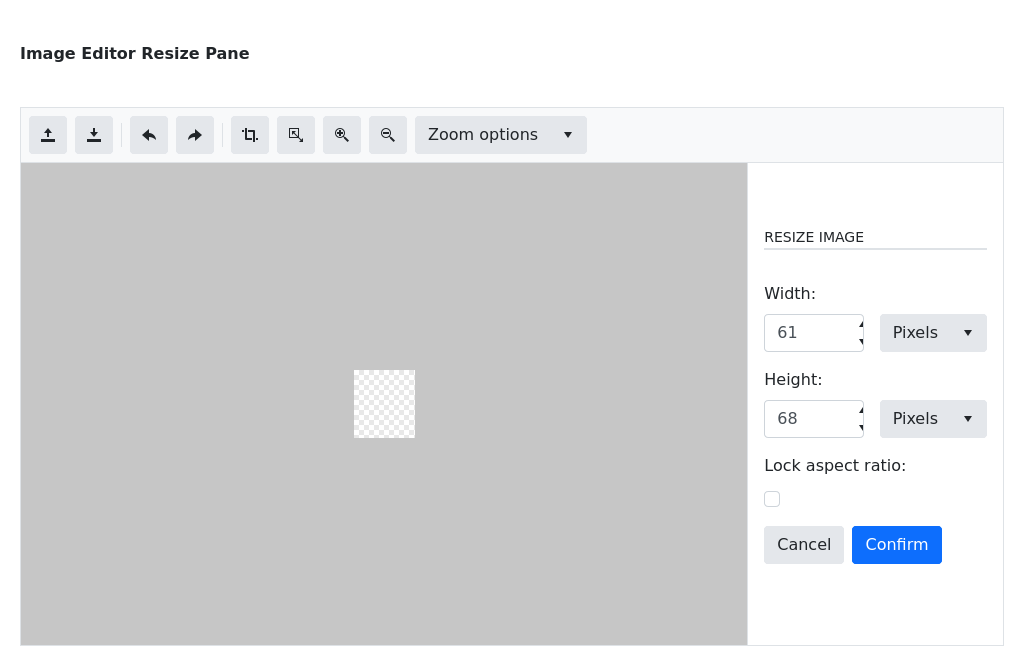 Image Editor Resize Pane
Zoom options
RESIZE IMAGE
Width:
61 Pixels
Height:
68 Pixels
Lock aspect ratio:
Cancel Confirm